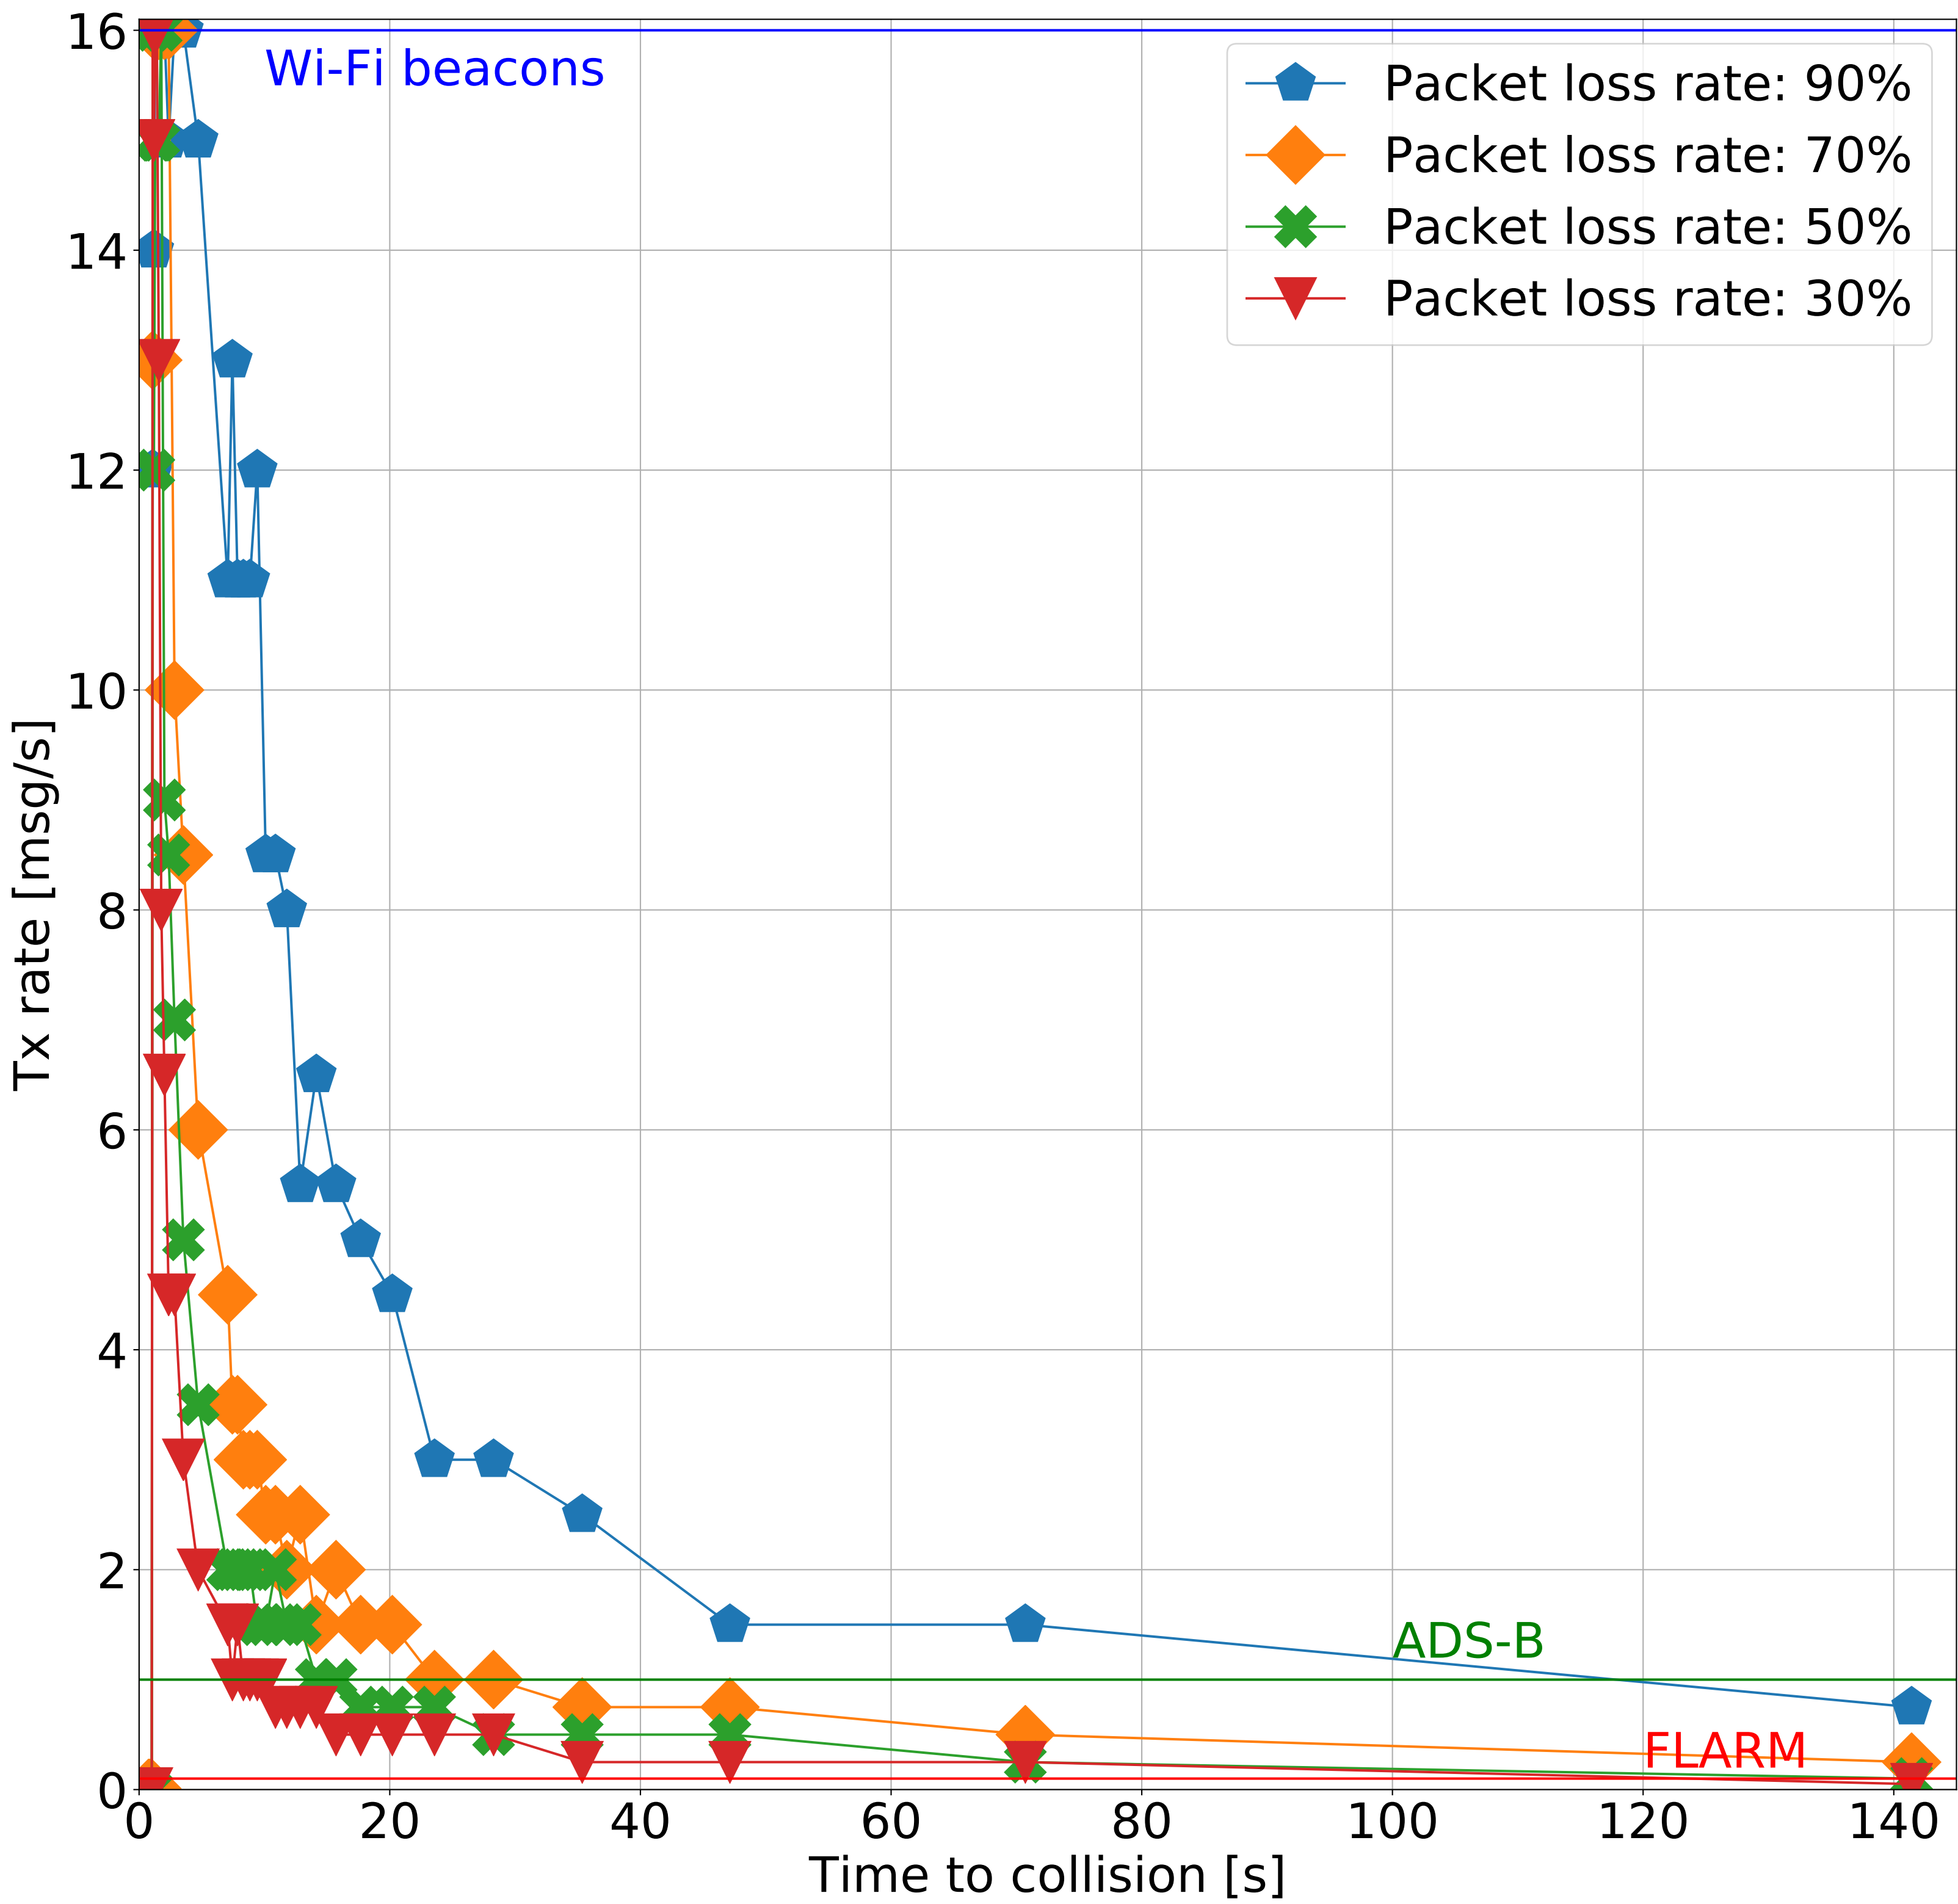 16
14
12
10
8
6
4
2
0
Tx rate [msg/s]
Wi-Fi beacons
Packet loss rate: 90%
Packet loss rate: 70%
Packet loss rate: 50%
Packet loss rate: 30%
ADS-B
FLARM
0 20 40 60 80 100 120 140
Time to collision [s]